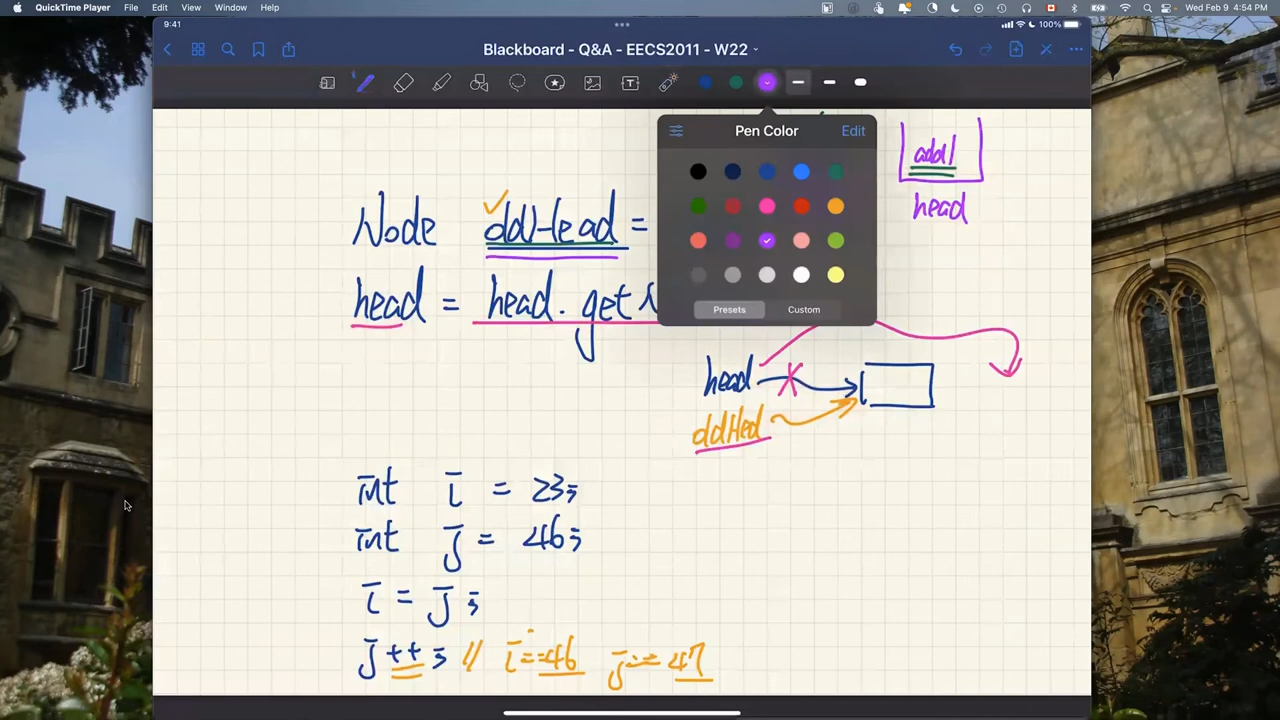 QuickTime Player File Edit View Window Help Wed Feb 9 4:54 PM
9:41 100%
Blackboard - Q&A - EECS2011 - W22
Pen Color Edit
Presets Custom
add1
head
Node oldHead =
head = head. get N
head
oldHead
int i = 23;
int j = 46;
i = j;
j ++; // i == 46 j == 47